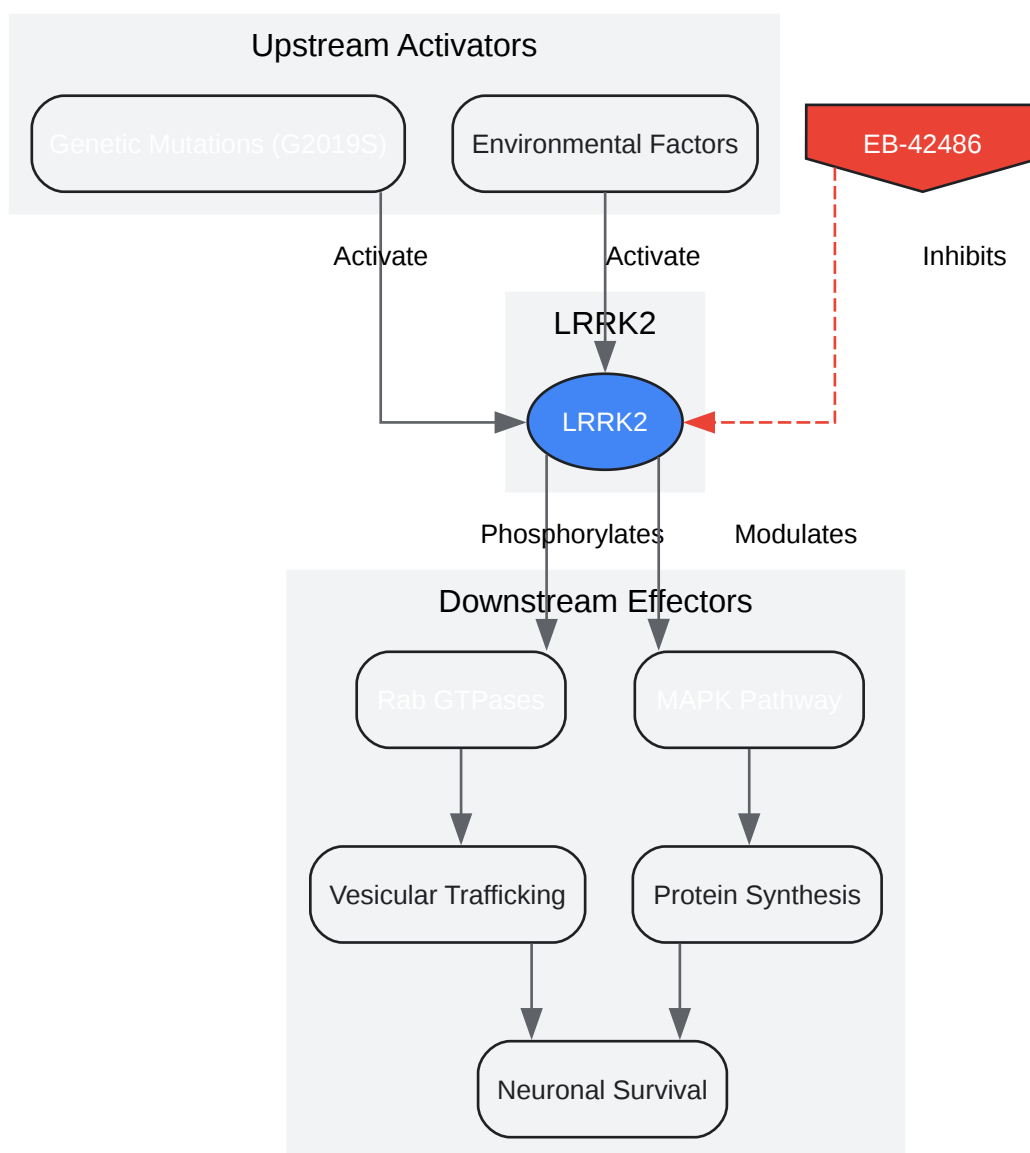 Upstream Activators
Genetic Mutations (G2019S)
Environmental Factors
EB-42486
Activate
Activate
Inhibits
LRRK2
LRRK2
Phosphorylates
Modulates
Downstream Effectors
Rab GTPases
MAPK Pathway
Vesicular Trafficking
Protein Synthesis
Neuronal Survival